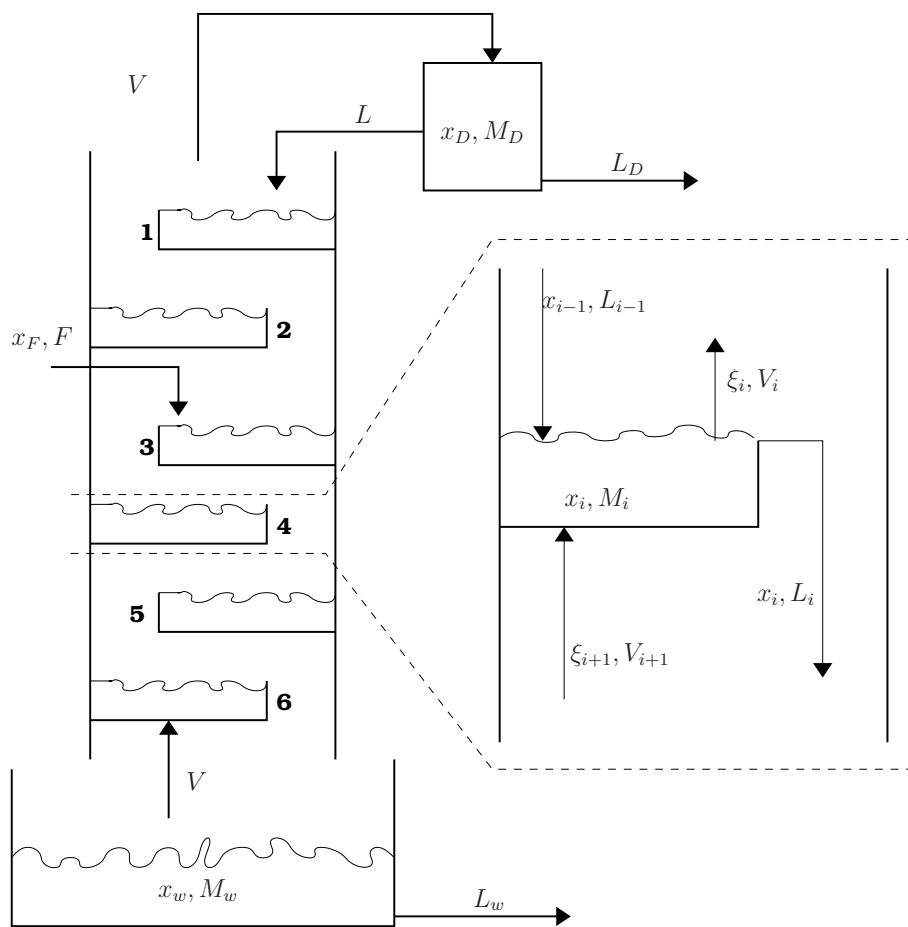 V
L
x_D, M_D
L_D
1
2
x_F, F
3
4
5
6
V
x_w, M_w
L_w
x_{i−1}, L_{i−1}
ξ_i, V_i
x_i, M_i
x_i, L_i
ξ_{i+1}, V_{i+1}